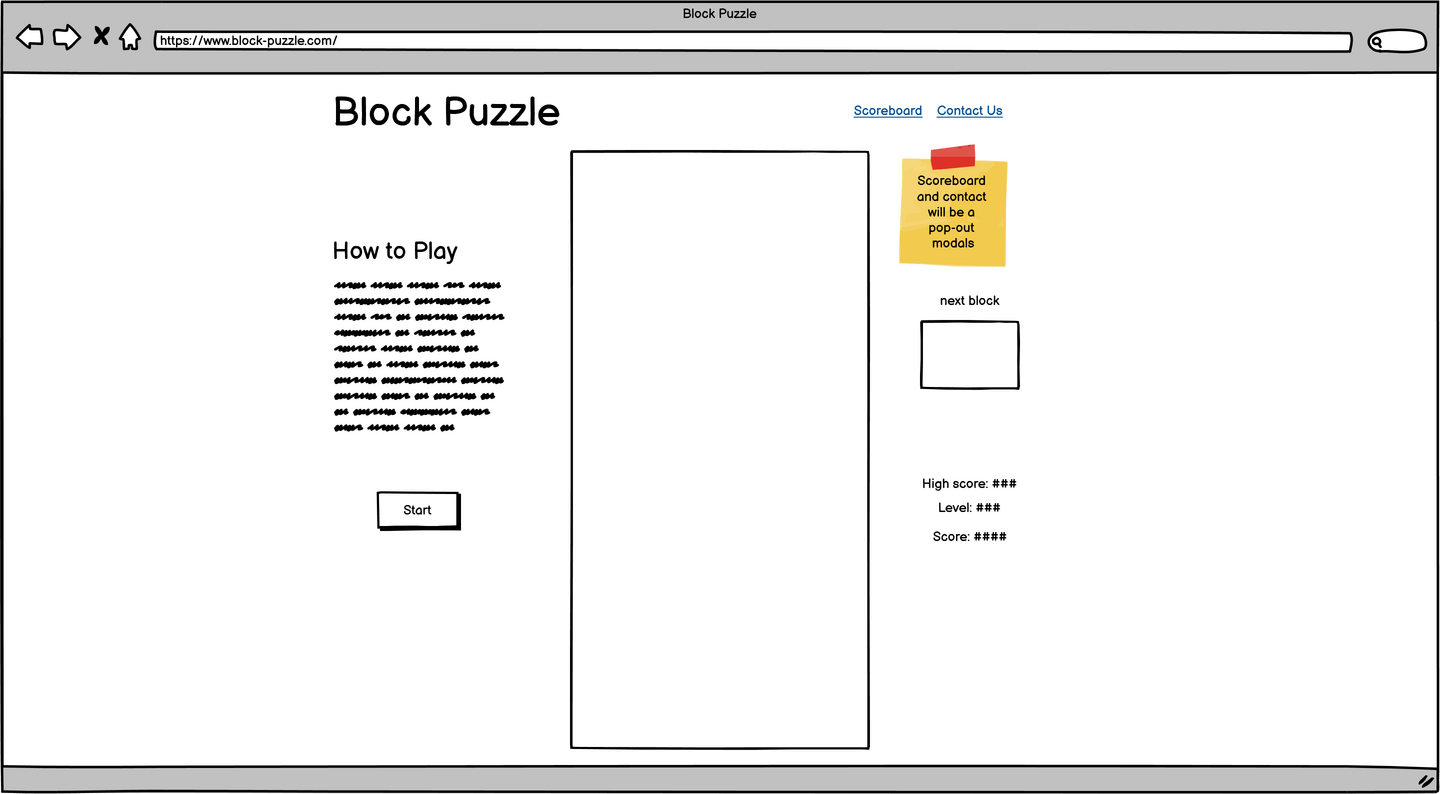 Block Puzzle
https://www.block-puzzle.com/
Block Puzzle
Scoreboard
Contact Us
Scoreboard
and contact
will be a
pop-out
modals
How to Play
next block
Start
High score: ###
Level: ###
Score: ####